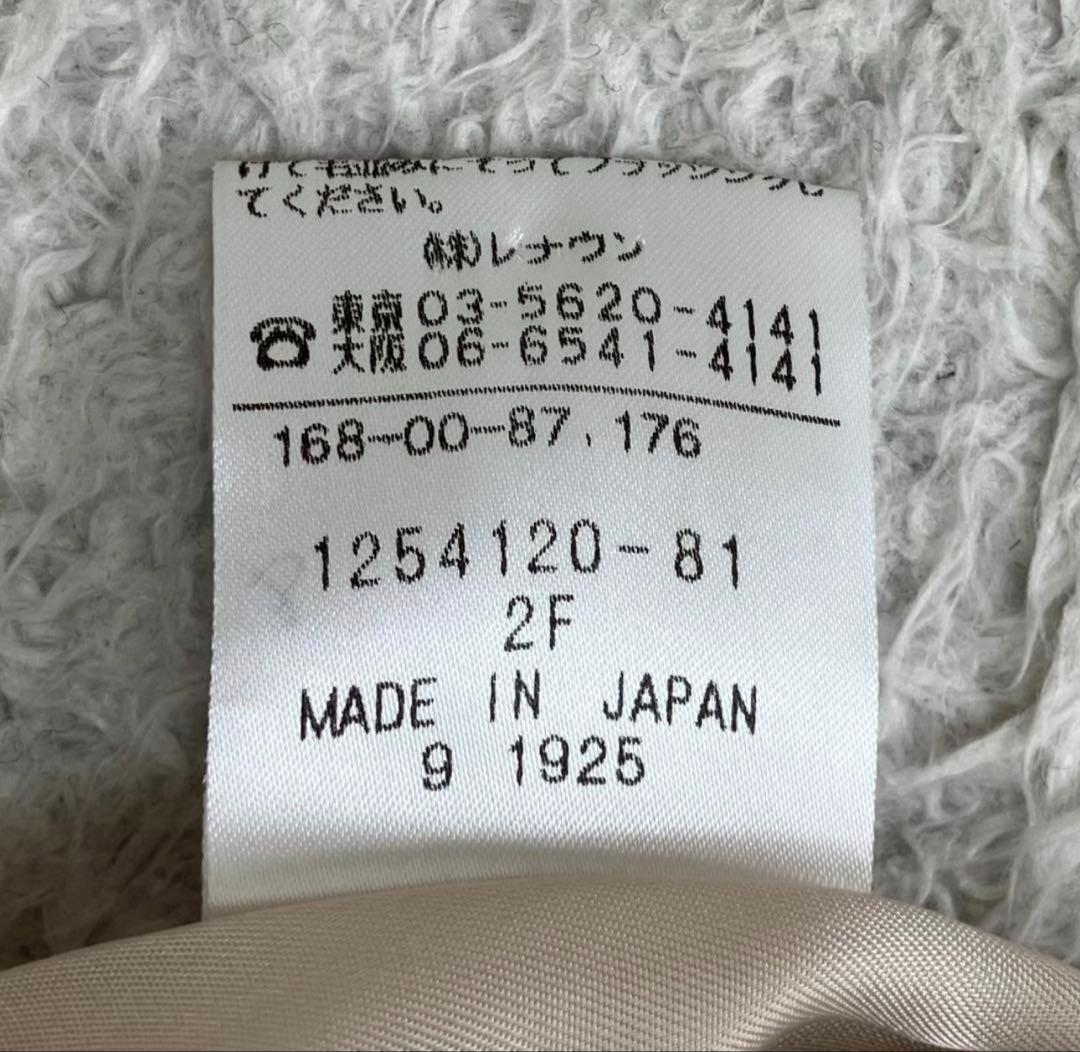 てください。
㈱レナウン
東京03-5620-4141
☎
大阪06-6541-4141
168-00-87.176
1254120-81
2F
MADE IN JAPAN
9 1925